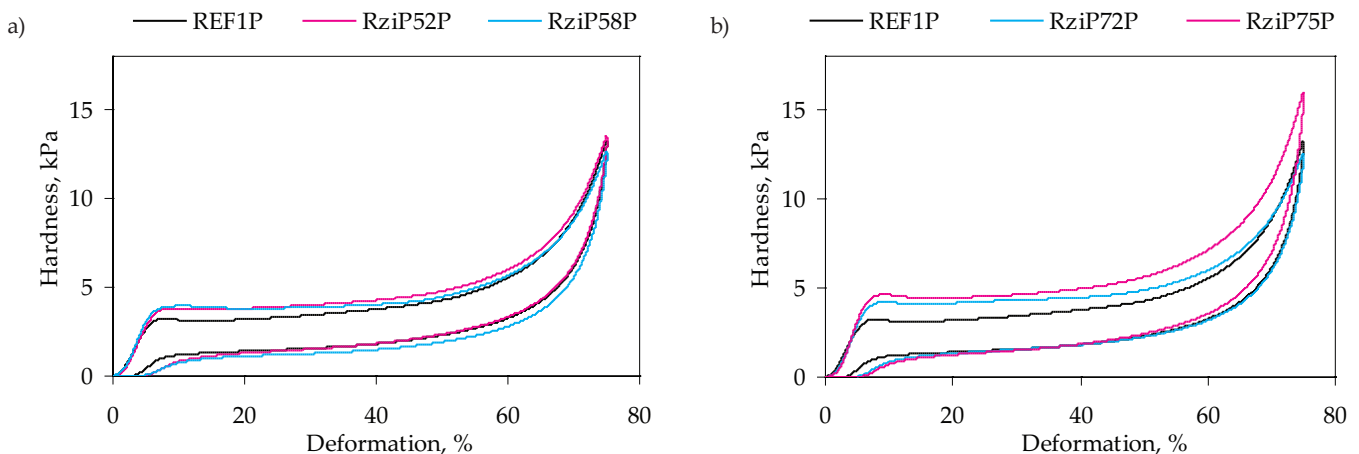 a)
REF1P RziP52P RziP58P
Hardness, kPa
15
10
5
0
0 20 40 60 80
Deformation, %
b)
REF1P RziP72P RziP75P
Hardness, kPa
15
10
5
0
0 20 40 60 80
Deformation, %